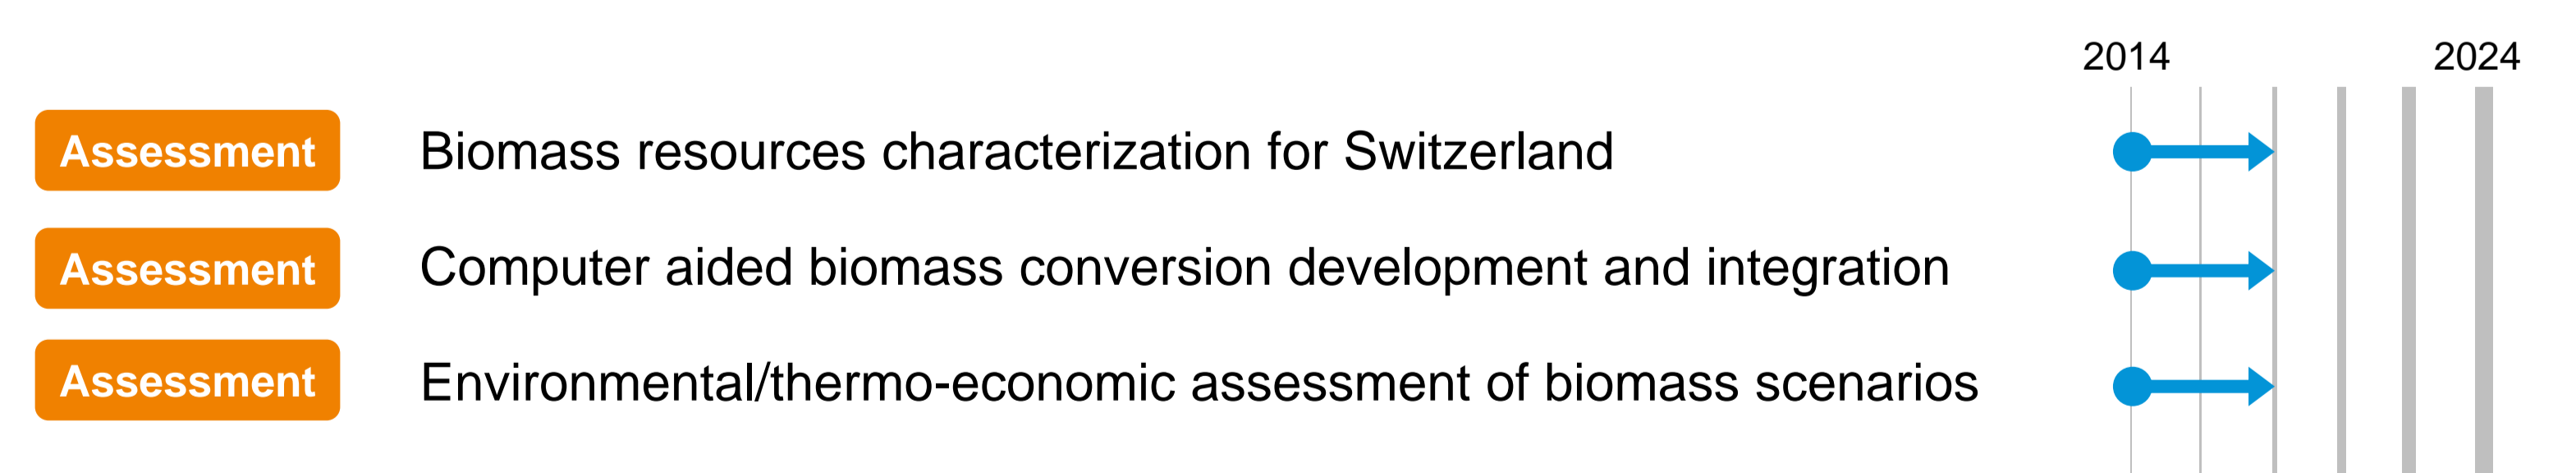 2014 2024
Assessment Biomass resources characterization for Switzerland
Assessment Computer aided biomass conversion development and integration
Assessment Environmental/thermo-economic assessment of biomass scenarios